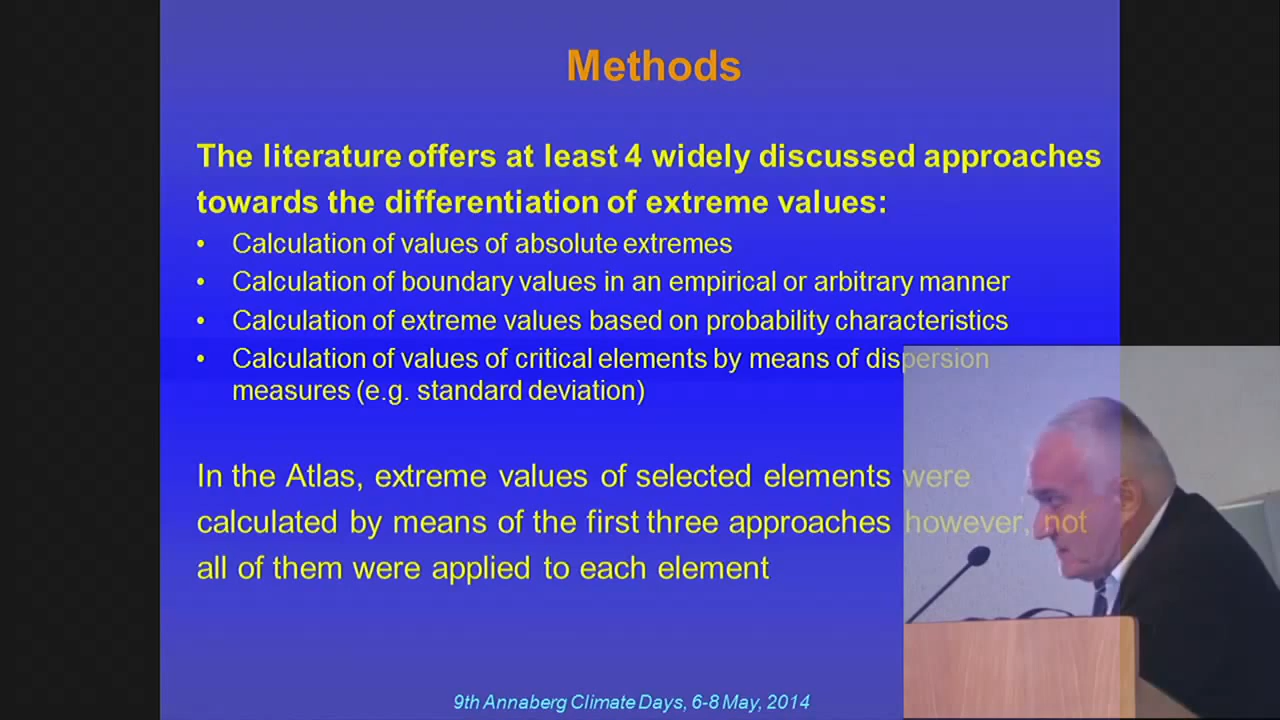 Methods
The literature offers at least 4 widely discussed approaches
towards the differentiation of extreme values:
• Calculation of values of absolute extremes
• Calculation of boundary values in an empirical or arbitrary manner
• Calculation of extreme values based on probability characteristics
• Calculation of values of critical elements by means of dispersion
measures (e.g. standard deviation)
In the Atlas, extreme values of selected elements were
calculated by means of the first three approaches however, not
all of them were applied to each element
9th Annaberg Climate Days, 6-8 May, 2014